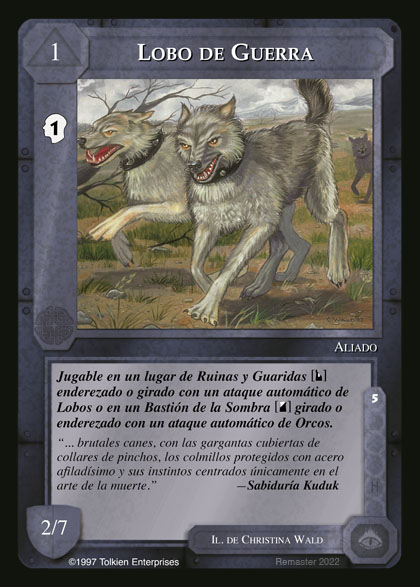 1
LOBO DE GUERRA
1
ALIADO
Jugable en un lugar de Ruinas y Guaridas [ ]
enderezado o girado con un ataque automático de
Lobos o en un Bastión de la Sombra [ ] girado o
enderezado con un ataque automático de Orcos.
5
“... brutales canes, con las gargantas cubiertas de
collares de pinchos, los colmillos protegidos con acero
afiladísimo y sus instintos centrados únicamente en el
arte de la muerte.” —Sabiduría Kuduk
H
2/7
IL. DE CHRISTINA WALD
©1997 Tolkien Enterprises
Remaster 2022